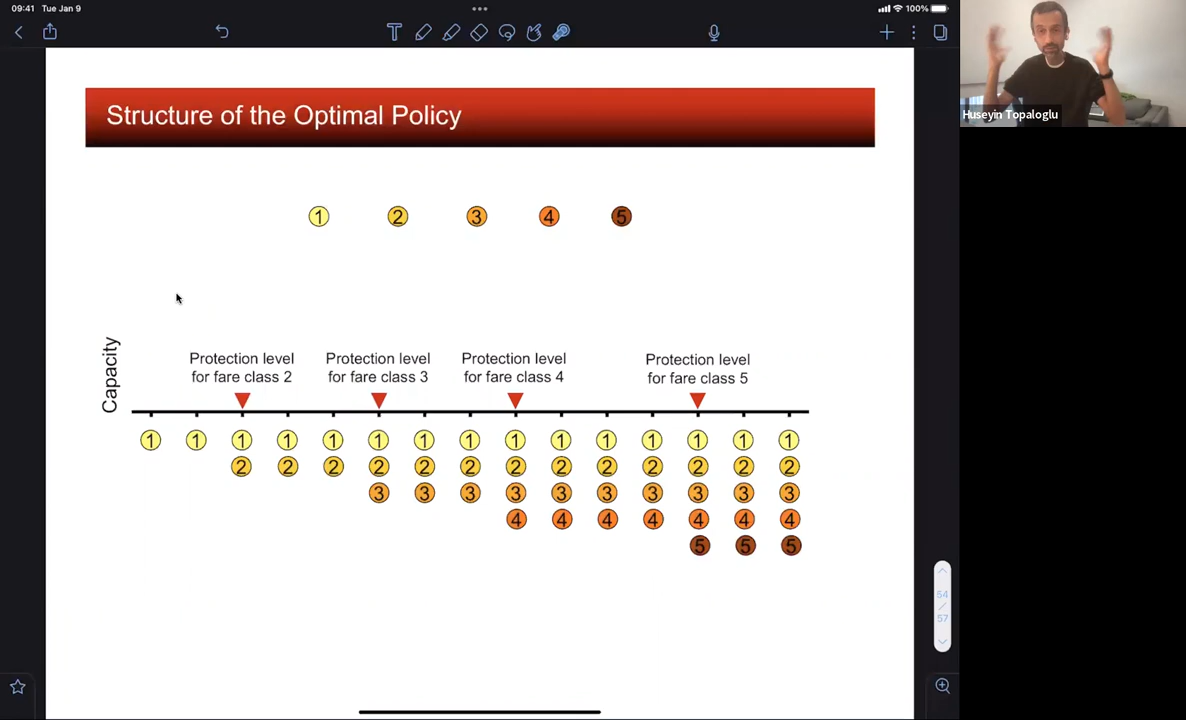 09:41 Tue Jan 9
100%
Huseyin Topaloglu
Structure of the Optimal Policy
1 2 3 4 5
Capacity
Protection level
for fare class 2
Protection level
for fare class 3
Protection level
for fare class 4
Protection level
for fare class 5
1 1 1 1 1 1 1 1 1 1 1 1 1 1 1
2 2 2 2 2 2 2 2 2 2 2 2 2
3 3 3 3 3 3 3 3 3 3
4 4 4 4 4 4 4
5 5 5
54
/
57